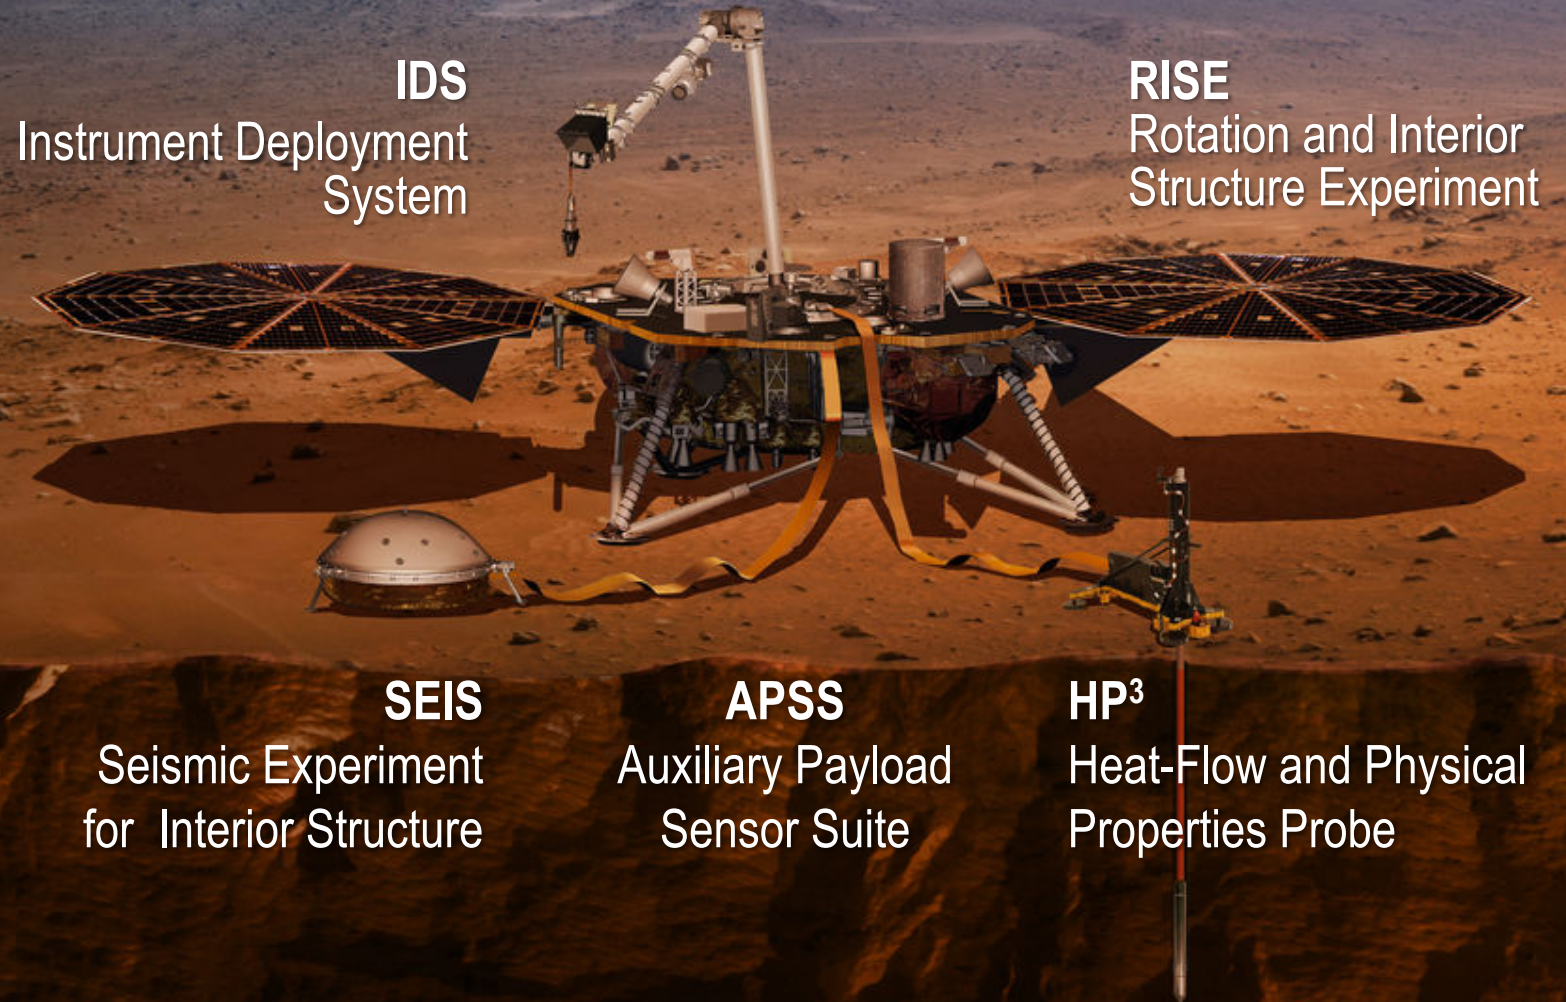 IDS
Instrument Deployment
System
RISE
Rotation and Interior
Structure Experiment
SEIS
Seismic Experiment
for Interior Structure
APSS
Auxiliary Payload
Sensor Suite
HP³
Heat-Flow and Physical
Properties Probe